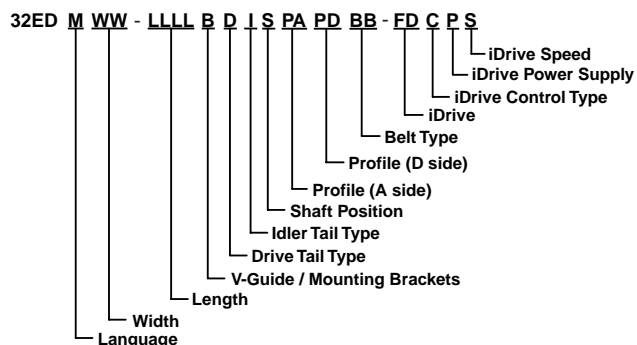 32ED M WW - LLLL B D I S PA PD BB - FD C P S
iDrive Speed
iDrive Power Supply
iDrive Control Type
iDrive
Belt Type
Profile (D side)
Profile (A side)
Shaft Position
Idler Tail Type
Drive Tail Type
V-Guide / Mounting Brackets
Length
Width
Language